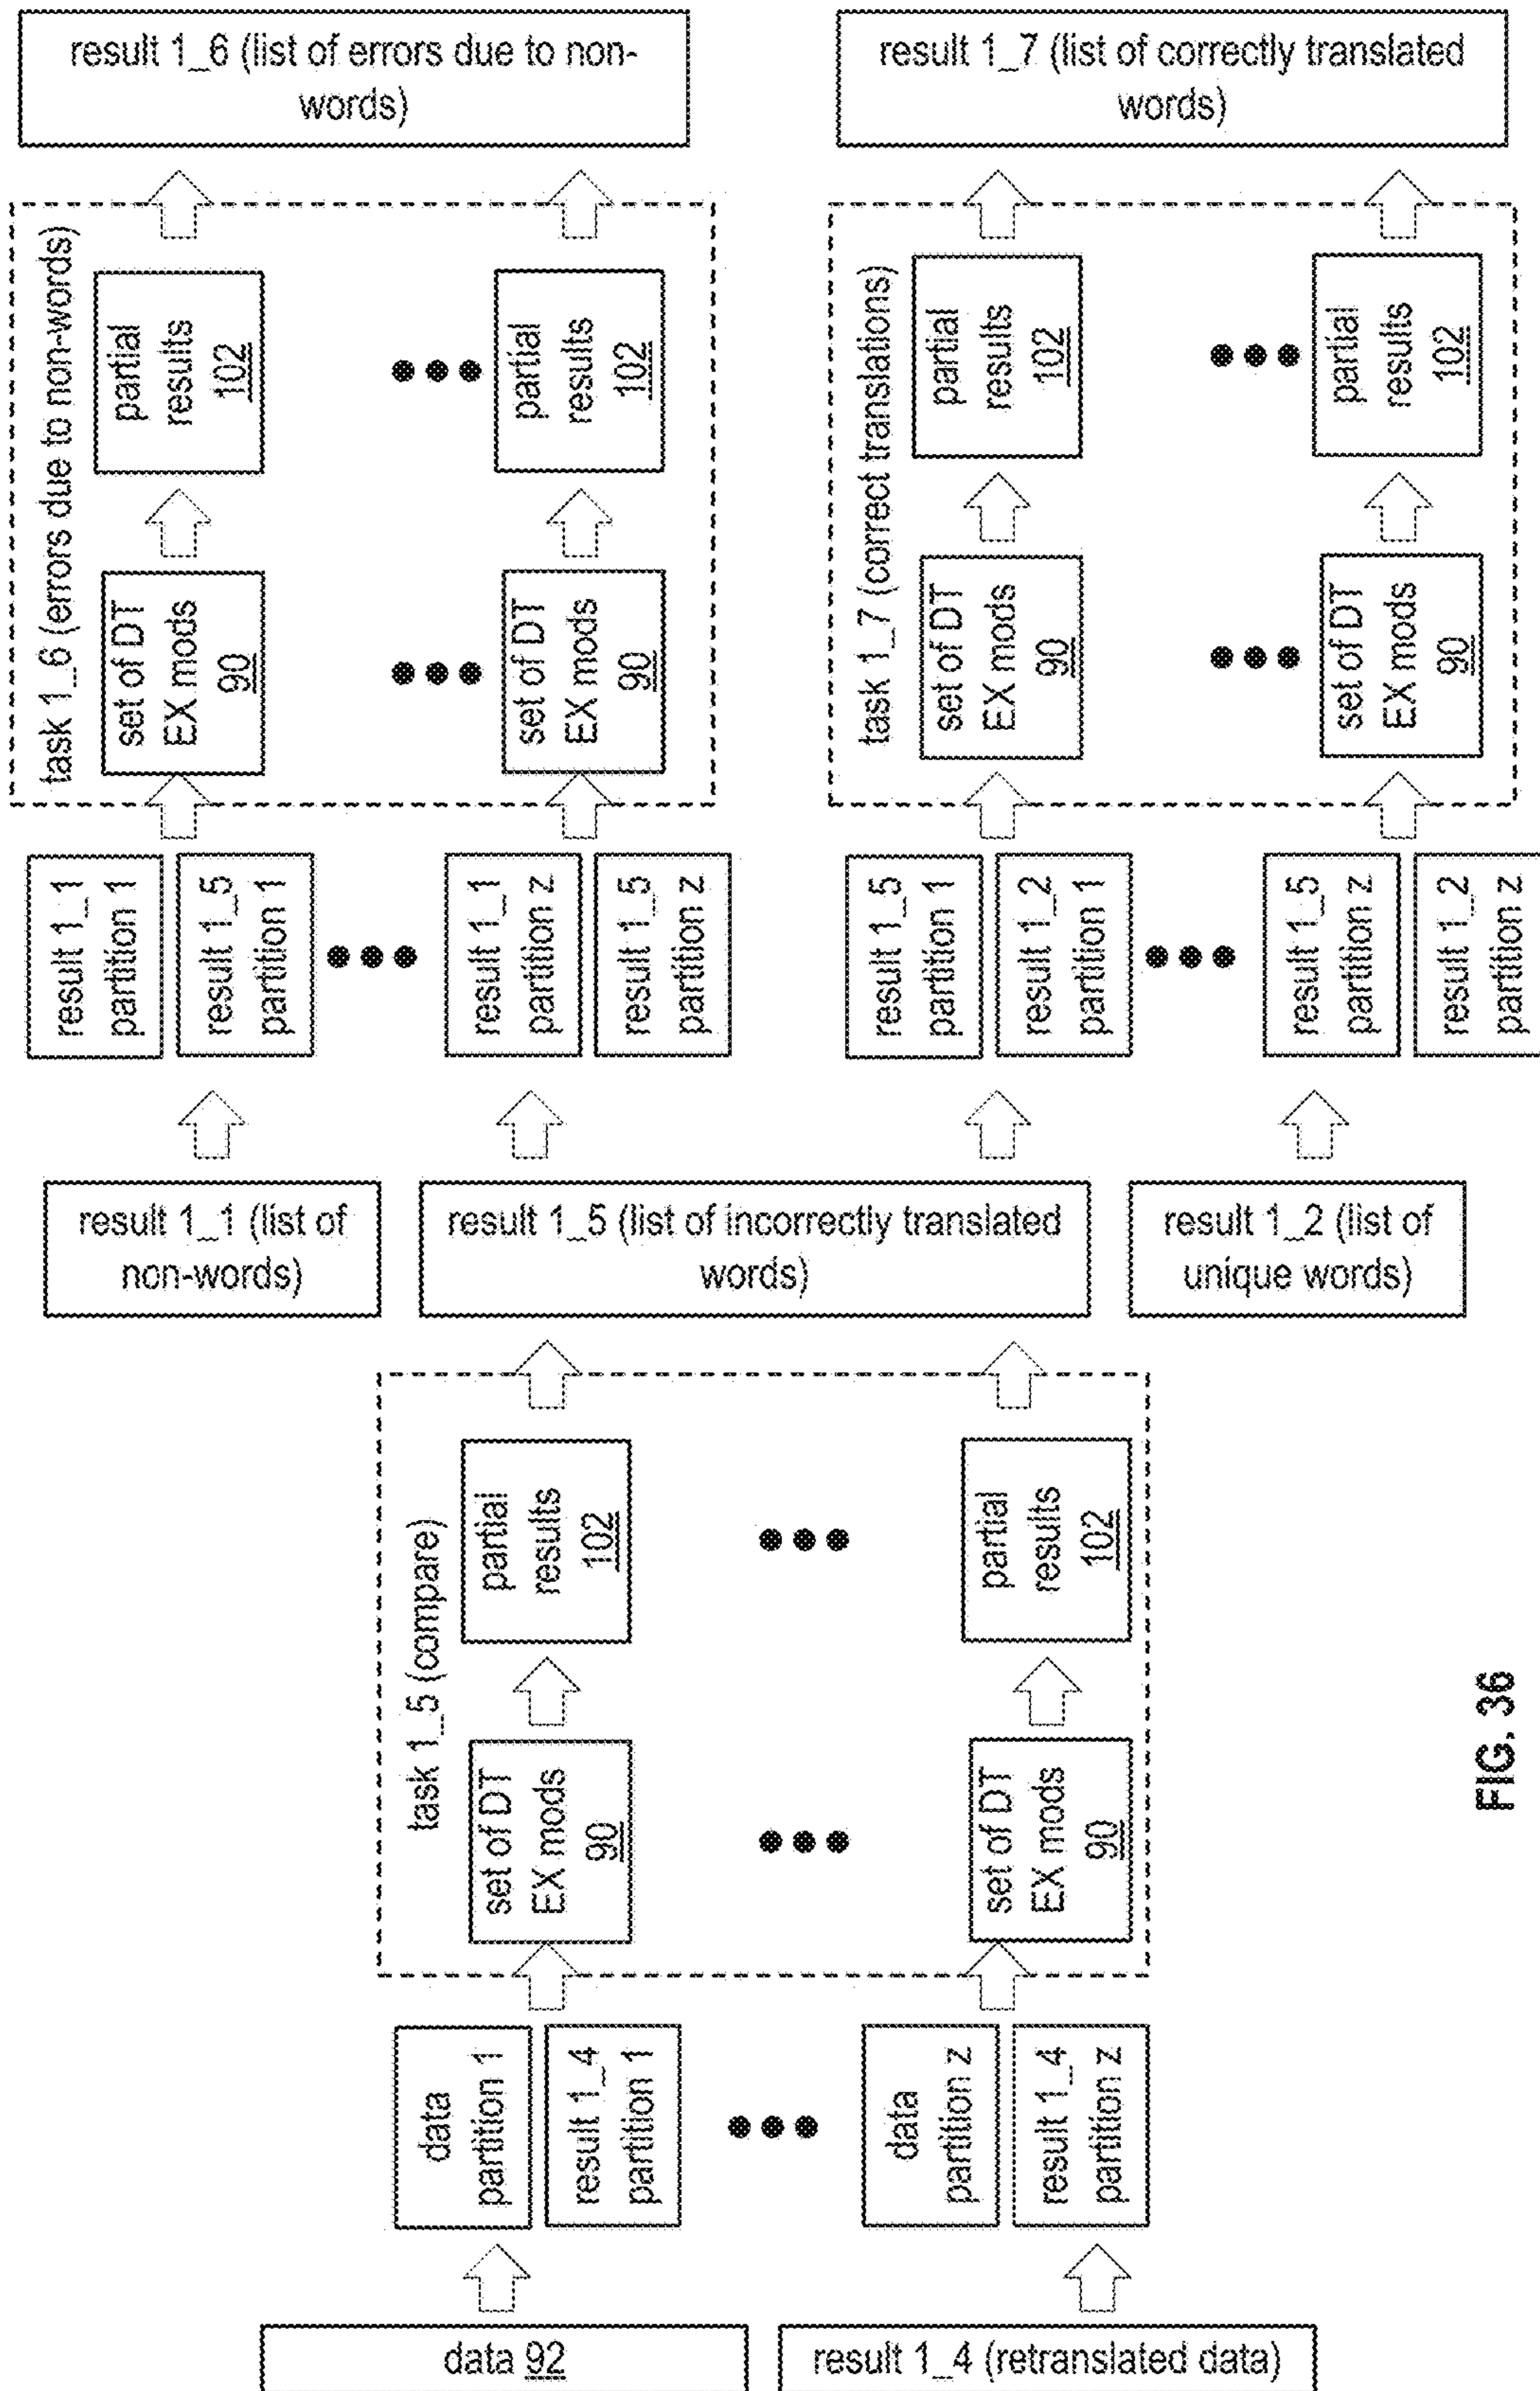 data 92
result 1_4 (retranslated data)
data
partition 1
result 1_4
partition 1
data
partition z
result 1_4
partition z
task 1_5 (compare)
set of DT
EX mods
90
partial
results
102
set of DT
EX mods
90
partial
results
102
result 1_1 (list of
non-words)
result 1_5 (list of incorrectly translated
words)
result 1_2 (list of
unique words)
result 1_1
partition 1
result 1_5
partition 1
result 1_1
partition z
result 1_5
partition z
task 1_6 (errors due to non-words)
set of DT
EX mods
90
partial
results
102
set of DT
EX mods
90
partial
results
102
result 1_6 (list of errors due to non-
words)
result 1_5
partition 1
result 1_2
partition 1
result 1_5
partition z
result 1_2
partition z
task 1_7 (correct translations)
set of DT
EX mods
90
partial
results
102
set of DT
EX mods
90
partial
results
102
result 1_7 (list of correctly translated
words)
FIG. 36